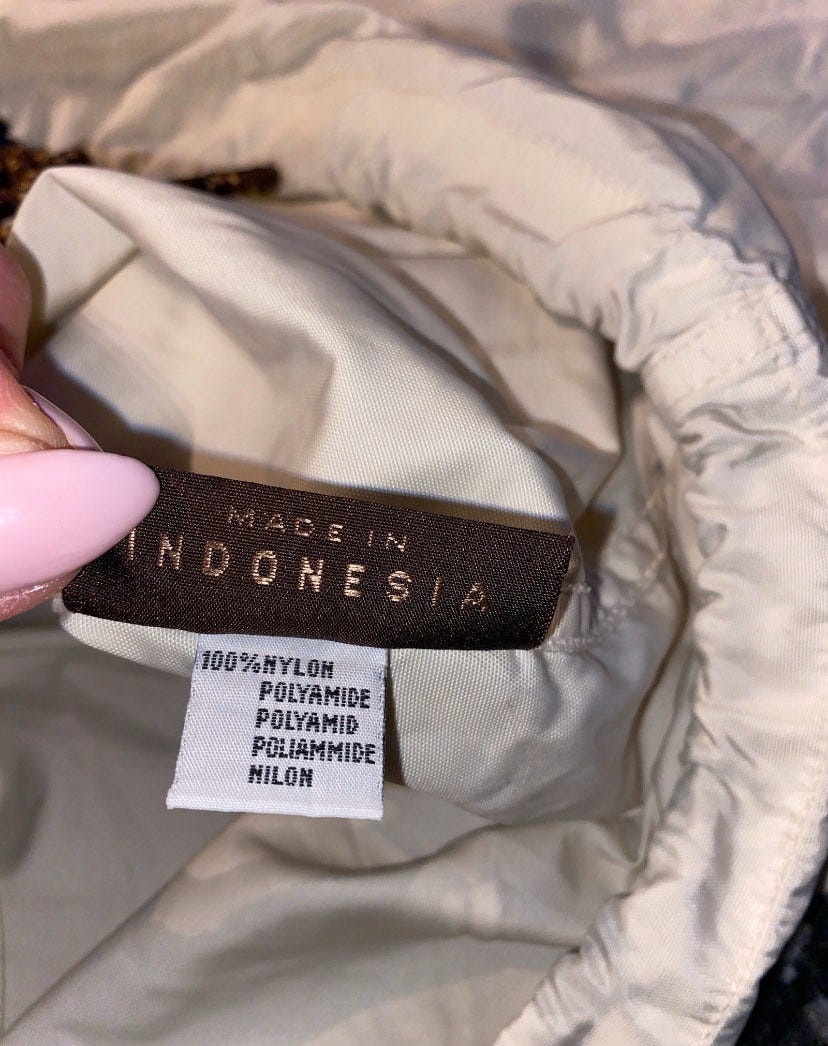 MADE IN
INDONESIA
100%NYLON
POLYAMIDE
POLYAMID
POLIAMMIDE
NILON